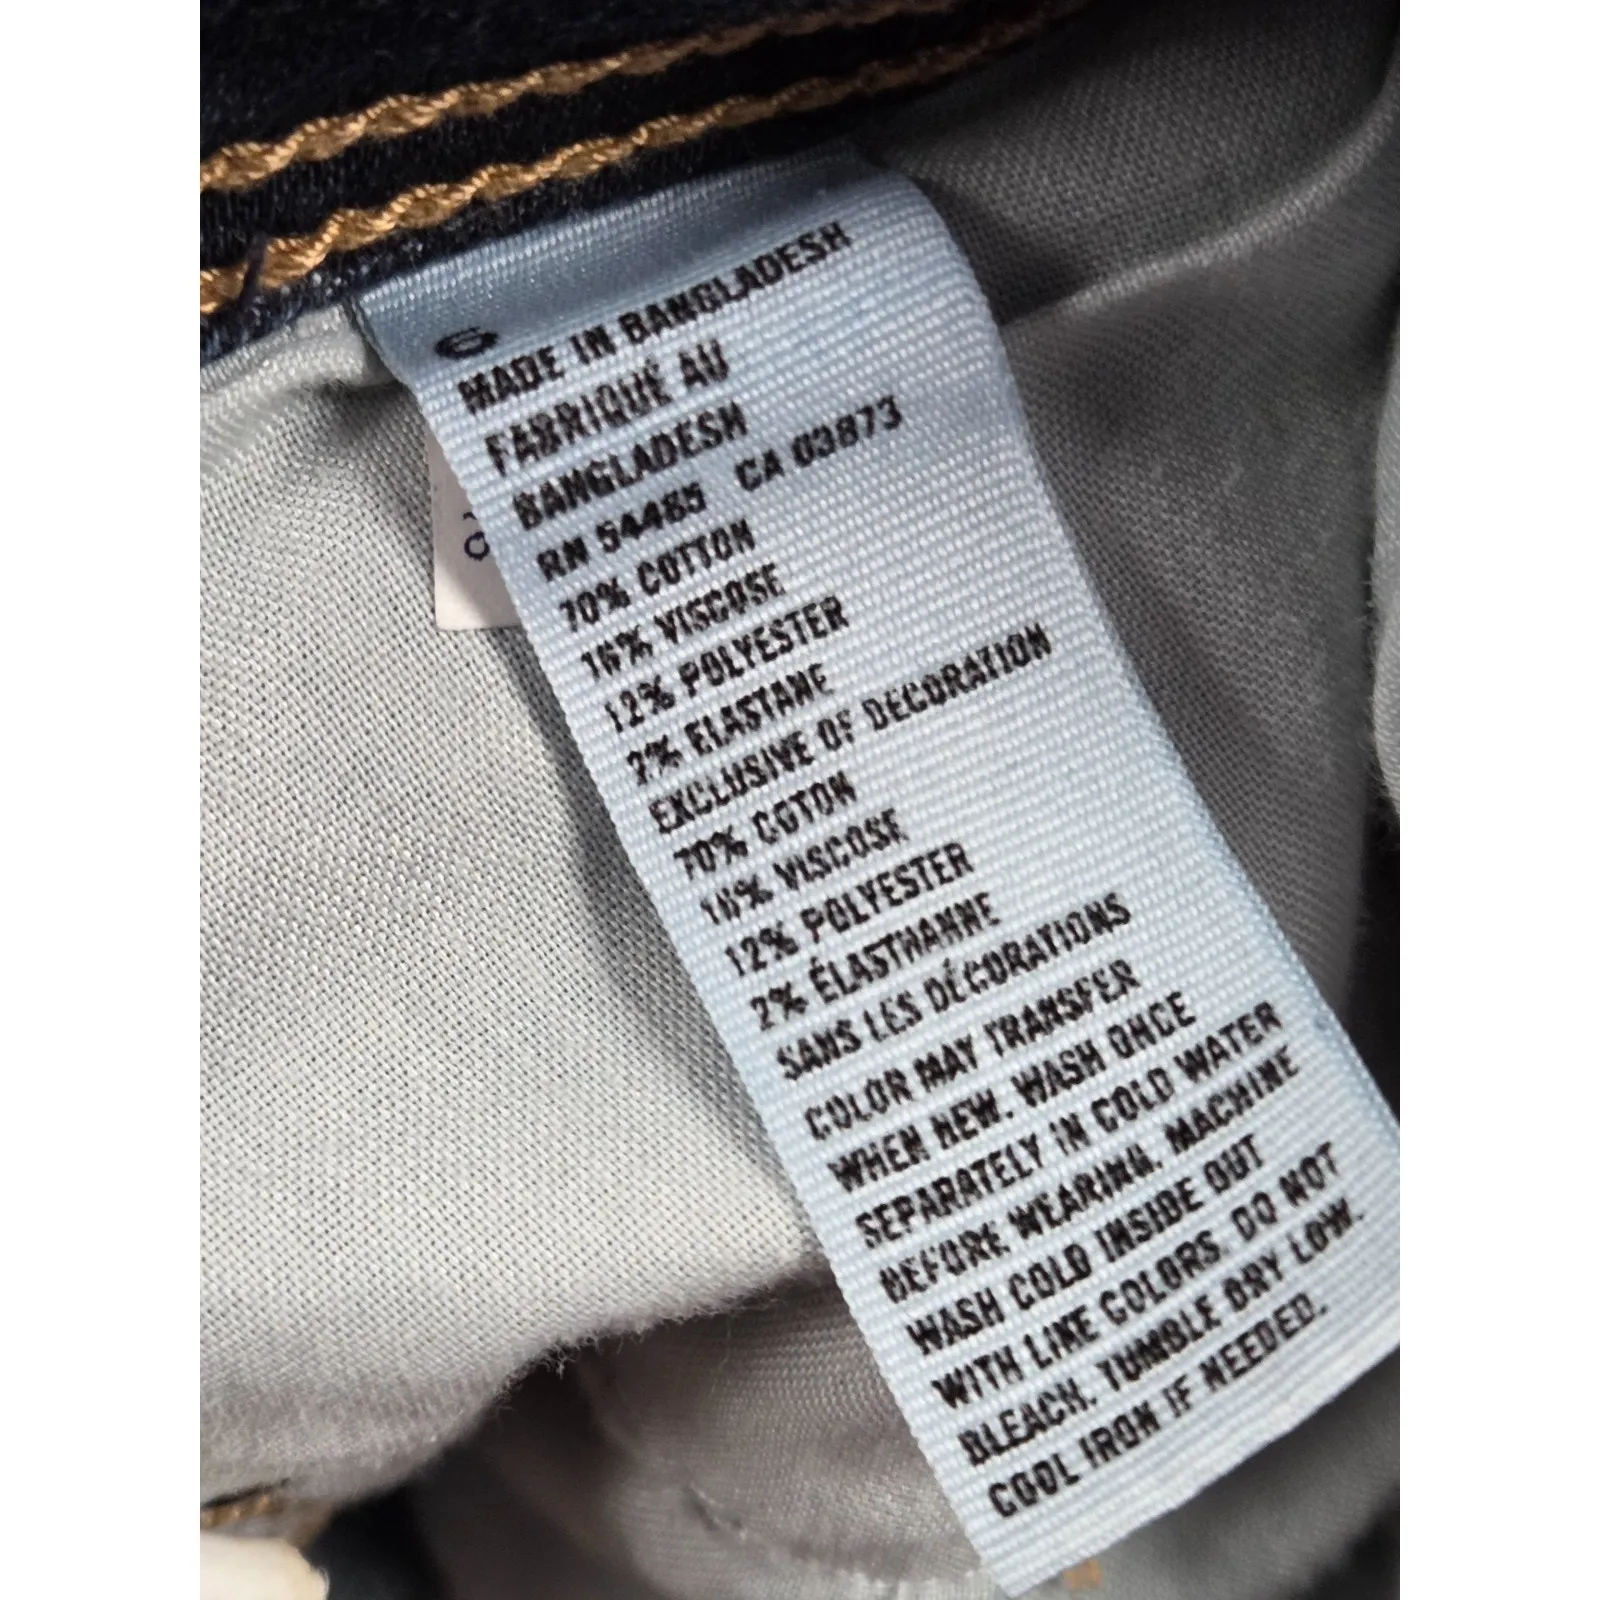 6
MADE IN BANGLADESH
FABRIQUÉ AU
BANGLADESH
RN 54485 CA 03873
70% COTTON
16% VISCOSE
12% POLYESTER
2% ELASTANE
EXCLUSIVE OF DECORATION
70% COTON
16% VISCOSE
12% POLYESTER
2% ÉLASTHANNE
SANS LES DÉCORATIONS
COLOR MAY TRANSFER
WHEN NEW. WASH ONCE
SEPARATELY IN COLD WATER
BEFORE WEARING. MACHINE
WASH COLD INSIDE OUT
WITH LIKE COLORS. DO NOT
BLEACH. TUMBLE DRY LOW.
COOL IRON IF NEEDED.